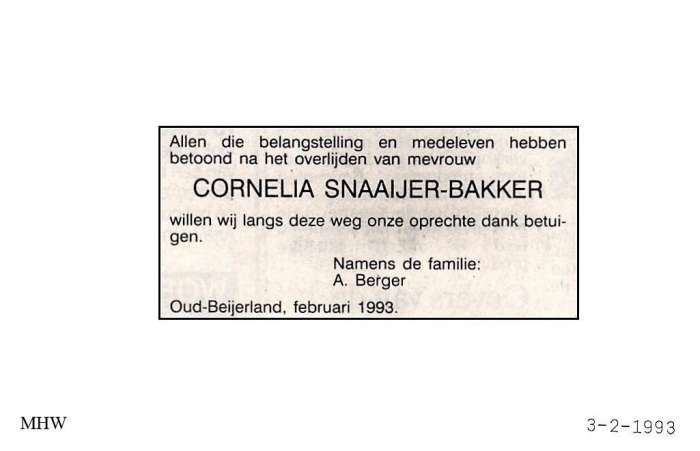 Allen die belangstelling en medeleven hebben
betoond na het overlijden van mevrouw
CORNELIA SNAAIJER-BAKKER
willen wij langs deze weg onze oprechte dank betui-
gen.
Namens de familie:
A. Berger
Oud-Beijerland, februari 1993.
MHW
3-2-1993